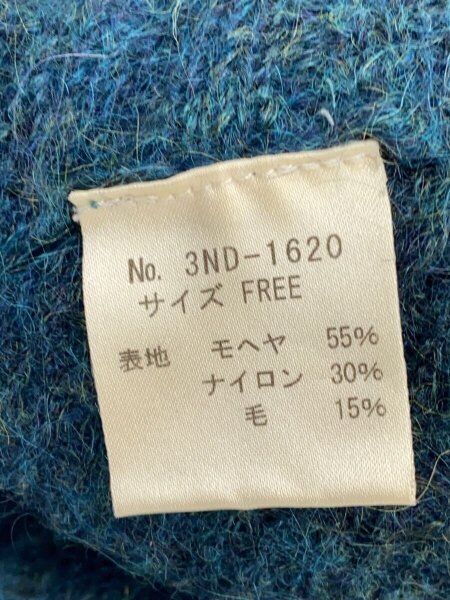 No. 3ND-1620
サイズ FREE
表地 モヘヤ 55%
ナイロン 30%
毛 15%